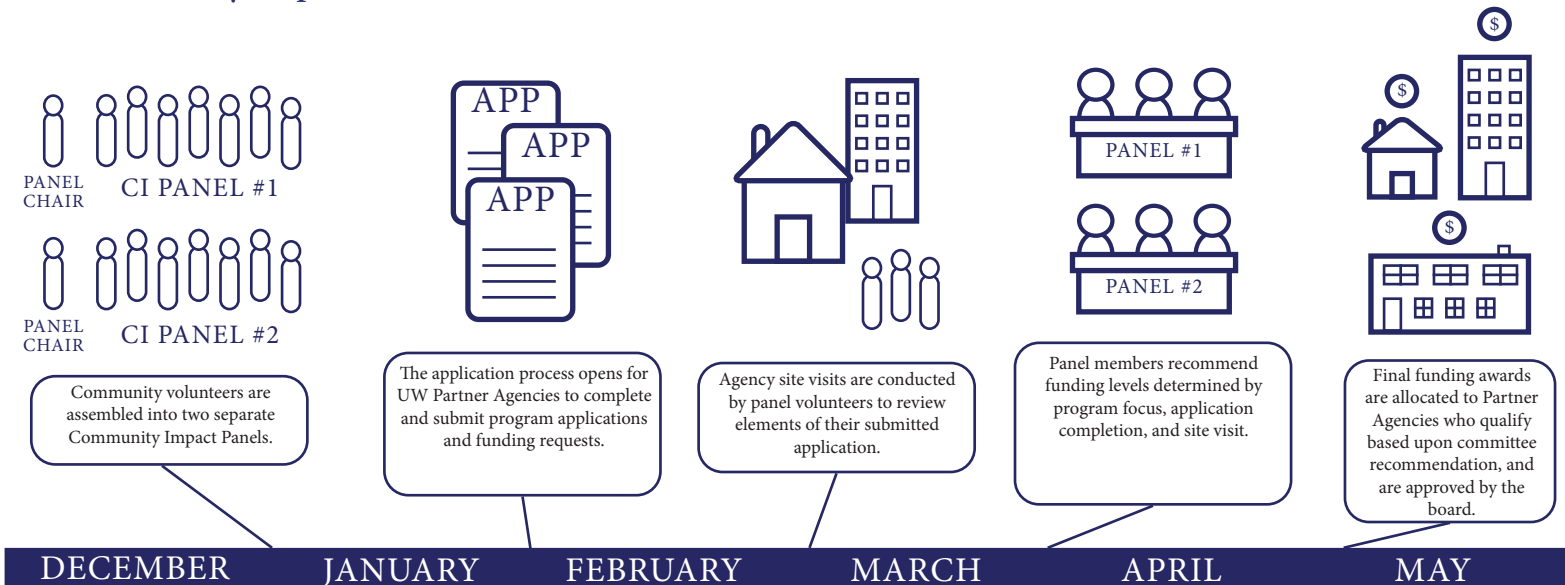 PANEL
CHAIR
CI PANEL #1
PANEL
CHAIR
CI PANEL #2
APP
APP
APP
PANEL #1
PANEL #2
$
$
$
Community volunteers are
assembled into two separate
Community Impact Panels.
The application process opens for
UW Partner Agencies to complete
and submit program applications
and funding requests.
Agency site visits are conducted
by panel volunteers to review
elements of their submitted
application.
Panel members recommend
funding levels determined by
program focus, application
completion, and site visit.
Final funding awards
are allocated to Partner
Agencies who qualify
based upon committee
recommendation, and
are approved by the
board.
DECEMBER
JANUARY
FEBRUARY
MARCH
APRIL
MAY